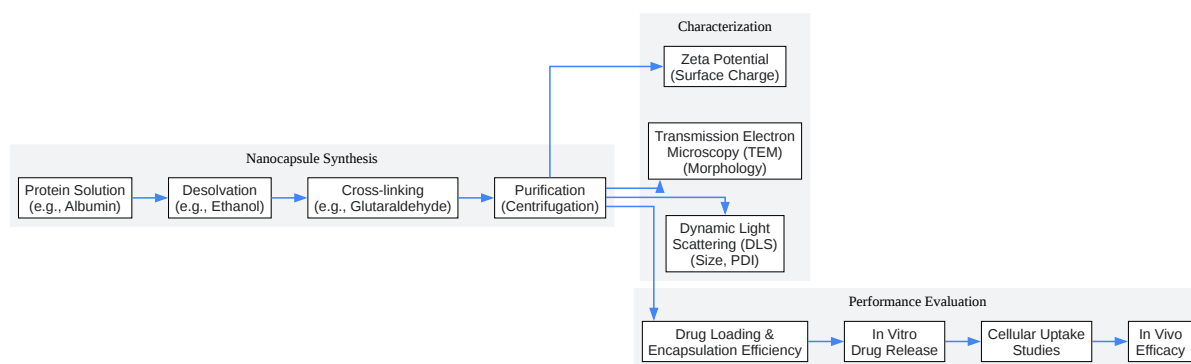 Characterization
Zeta Potential
(Surface Charge)
Transmission Electron
Microscopy (TEM)
(Morphology)
Nanocapsule Synthesis
Protein Solution
(e.g., Albumin)
Desolvation
(e.g., Ethanol)
Cross-linking
(e.g., Glutaraldehyde)
Purification
(Centrifugation)
Dynamic Light
Scattering (DLS)
(Size, PDI)
Performance Evaluation
Drug Loading &
Encapsulation Efficiency
In Vitro
Drug Release
Cellular Uptake
Studies
In Vivo
Efficacy